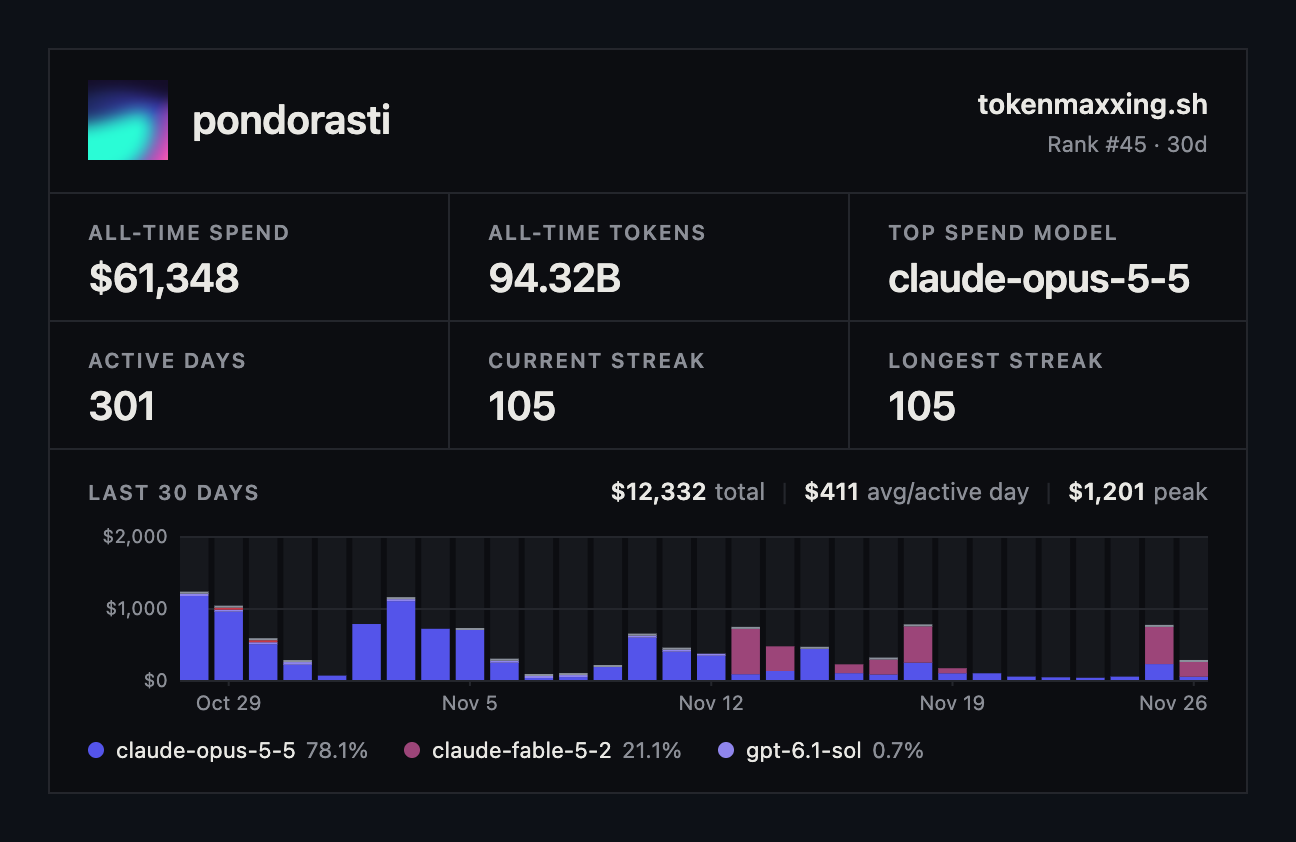 pondorasti
tokenmaxxing.sh
Rank #45 · 30d
ALL-TIME SPEND
$61,348
ALL-TIME TOKENS
94.32B
TOP SPEND MODEL
claude-opus-5-5
ACTIVE DAYS
301
CURRENT STREAK
105
LONGEST STREAK
105
LAST 30 DAYS
$12,332 total | $411 avg/active day | $1,201 peak
$2,000
$1,000
$0
Oct 29 Nov 5 Nov 12 Nov 19 Nov 26
claude-opus-5-5 78.1% claude-fable-5-2 21.1% gpt-6.1-sol 0.7%